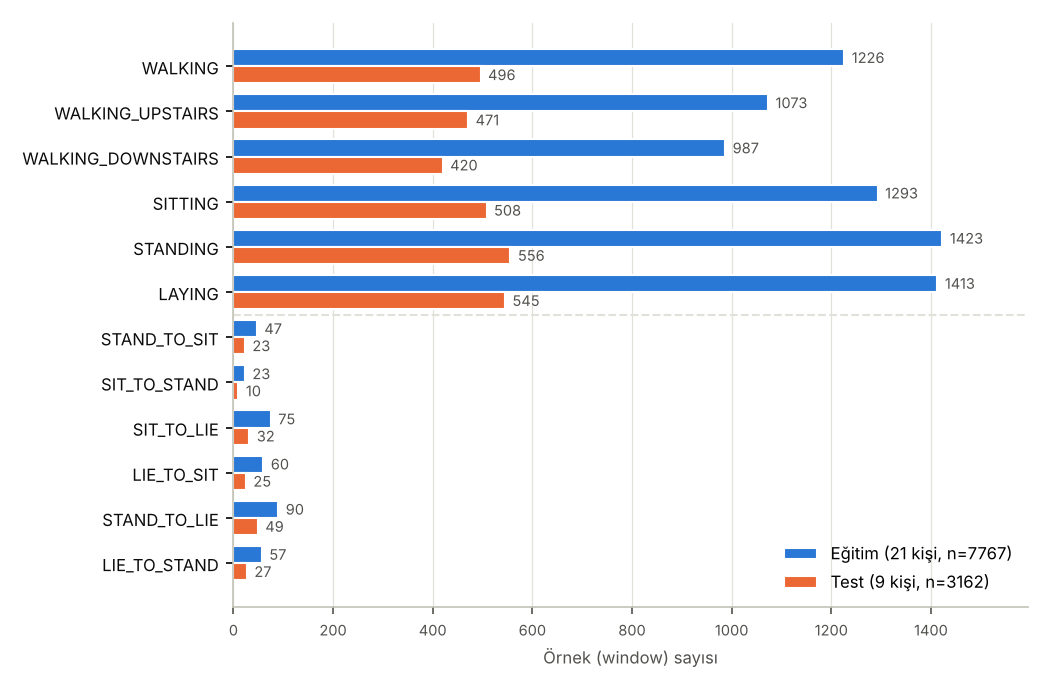 WALKING
1226
496
WALKING_UPSTAIRS
1073
471
WALKING_DOWNSTAIRS
987
420
SITTING
1293
508
STANDING
1423
556
LAYING
1413
545
STAND_TO_SIT
47
23
SIT_TO_STAND
23
10
SIT_TO_LIE
75
32
LIE_TO_SIT
60
25
STAND_TO_LIE
90
49
LIE_TO_STAND
57
27
Eğitim (21 kişi, n=7767)
Test (9 kişi, n=3162)
0 200 400 600 800 1000 1200 1400
Örnek (window) sayısı